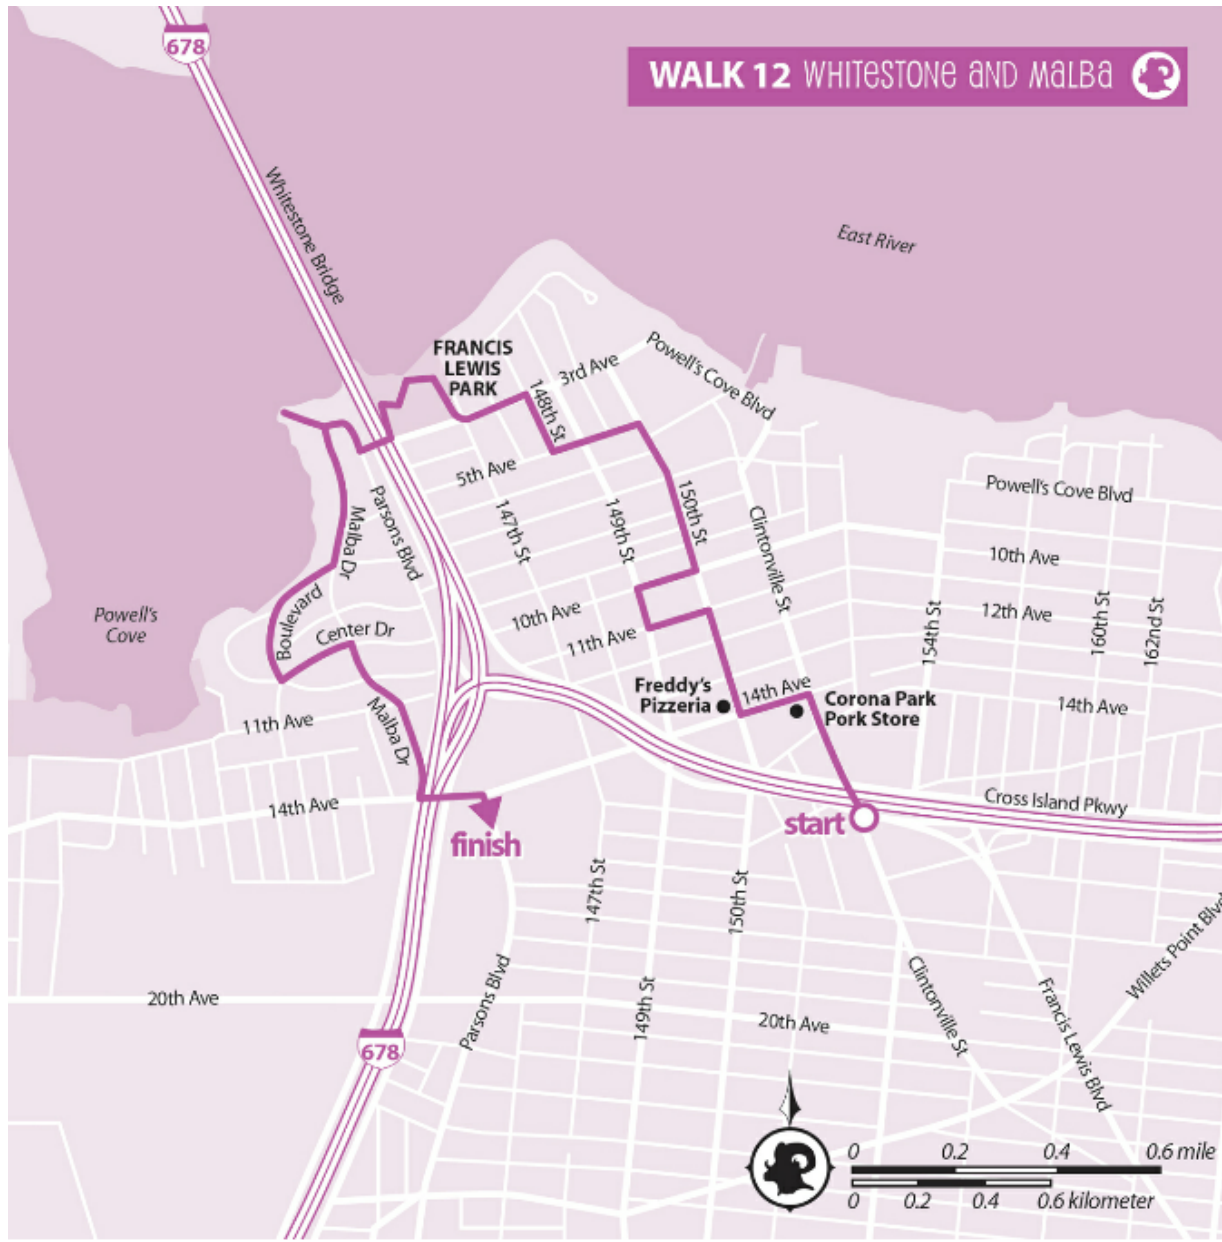 678
WALK 12 WHITESTONE AND MALBA
Whitestone Bridge
East River
FRANCIS
LEWIS
PARK
3rd Ave
Powell's Cove Blvd
148th St
5th Ave
Powell's Cove Blvd
Malba Dr
Parsons Blvd
147th St
149th St
150th St
Clintonville St
10th Ave
Powell's
Cove
Boulevard
Center Dr
10th Ave
11th Ave
12th Ave
154th St
160th St
162nd St
Freddy's
Pizzeria
14th Ave
Corona Park
Pork Store
14th Ave
11th Ave
Malba Dr
14th Ave
Cross Island Pkwy
start
finish
147th St
150th St
Parsons Blvd
20th Ave
149th St
20th Ave
Clintonville St
Francis Lewis Blvd
Willets Point Blvd
678
0 0.2 0.4 0.6 mile
0 0.2 0.4 0.6 kilometer